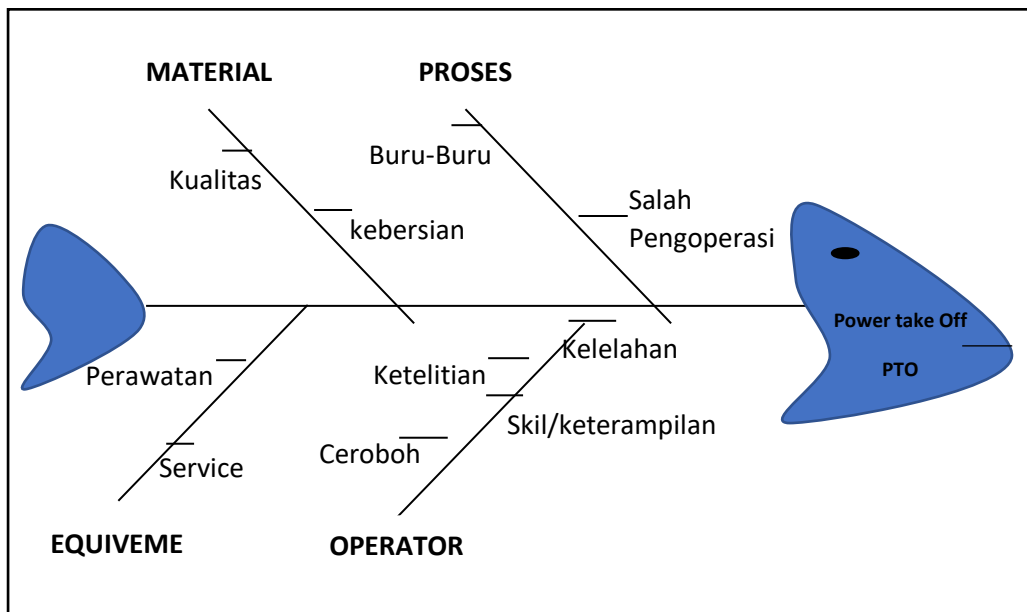 MATERIAL
PROSES
Buru-Buru
Kualitas
Salah
Pengoperasi
kebersian
Power take Off
PTO
Kelelahan
Perawatan
Ketelitian
Skil/keterampilan
Ceroboh
Service
EQUIVEME
OPERATOR